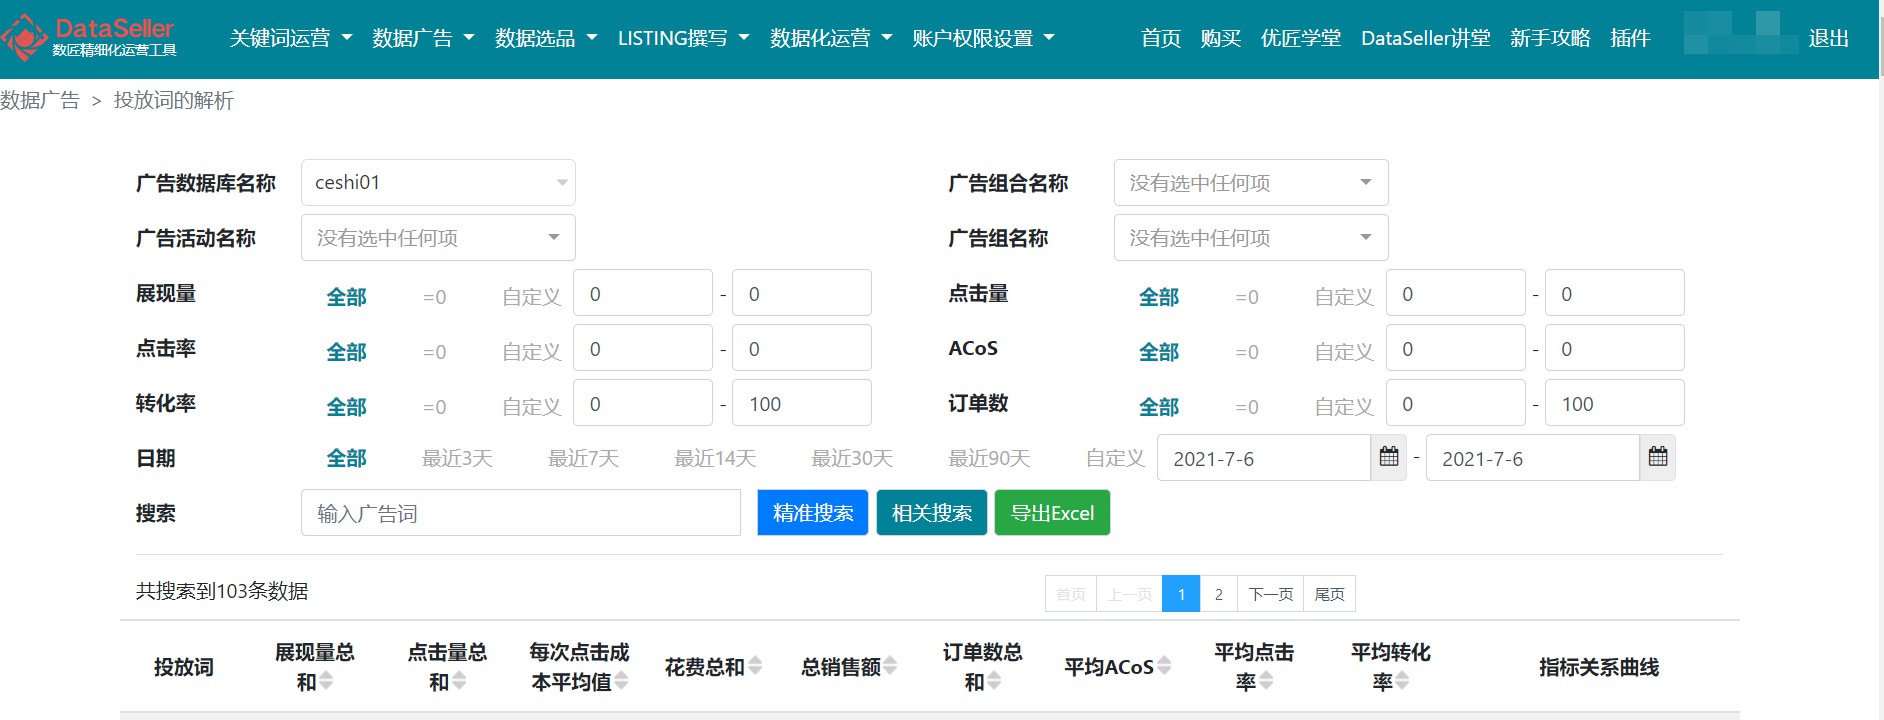 DataSeller
数匠精细化运营工具
关键词运营 数据广告 数据选品 LISTING撰写 数据化运营 账户权限设置 首页 购买 优匠学堂 DataSeller讲堂 新手攻略 插件 退出
数据广告 > 投放词的解析
广告数据库名称 ceshi01 广告组合名称 没有选中任何项
广告活动名称 没有选中任何项 广告组名称 没有选中任何项
展现量 全部 =0 自定义 0 - 0 点击量 全部 =0 自定义 0 - 0
点击率 全部 =0 自定义 0 - 0 ACoS 全部 =0 自定义 0 - 0
转化率 全部 =0 自定义 0 - 100 订单数 全部 =0 自定义 0 - 100
日期 全部 最近3天 最近7天 最近14天 最近30天 最近90天 自定义 2021-7-6 - 2021-7-6
搜索 输入广告词 精准搜索 相关搜索 导出Excel
共搜索到103条数据 首页 上一页 1 2 下一页 尾页
投放词 展现量总和 点击量总和 每次点击成本平均值 花费总和 总销售额 订单数总和 平均ACoS 平均点击率 平均转化率 指标关系曲线